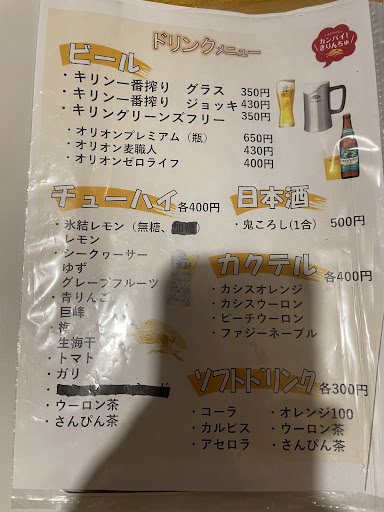 ドリンクメニュー
カンパイ!
きりんちゅ
ビール
・キリン一番搾り グラス 350円
・キリン一番搾り ジョッキ 430円
・キリングリーンズフリー 350円
・オリオンプレミアム(瓶) 650円
・オリオン麦職人 430円
・オリオンゼロライフ 400円
チューハイ 各400円
・氷結レモン(無糖、
レモン
・シークヮーサー
ゆず
グレープフルーツ
・青りんご
巨峰
・梅
生海干
・トマト
・ガリ
・ウーロン茶
・さんぴん茶
日本酒
・鬼ころし(1合) 500円
カクテル 各400円
・カシスオレンジ
・カシスウーロン
・ピーチウーロン
・ファジーネーブル
ソフトドリンク 各300円
・コーラ ・オレンジ100
・カルピス ・ウーロン茶
・アセロラ ・さんぴん茶